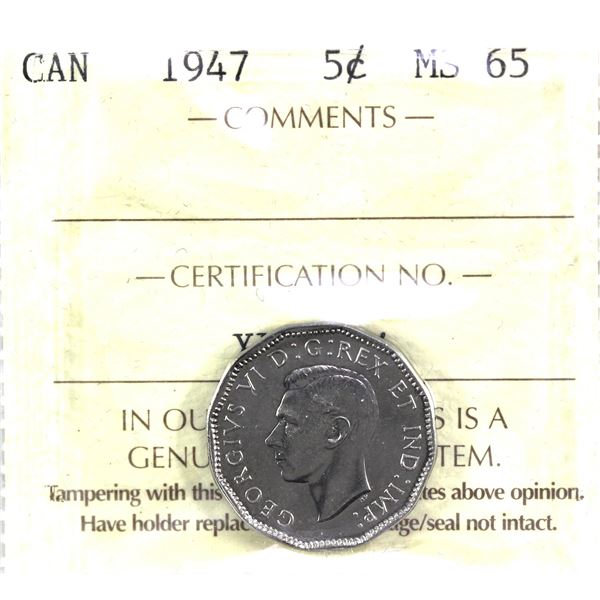 CAN 1947 5¢ MS 65
— COMMENTS —
— CERTIFICATION NO. —
GEORGIVS VI D:G:REX ET IND:IMP:
IN OU S IS A
GENU TEM.
Tampering with this tes above opinion.
Have holder replac ge/seal not intact.